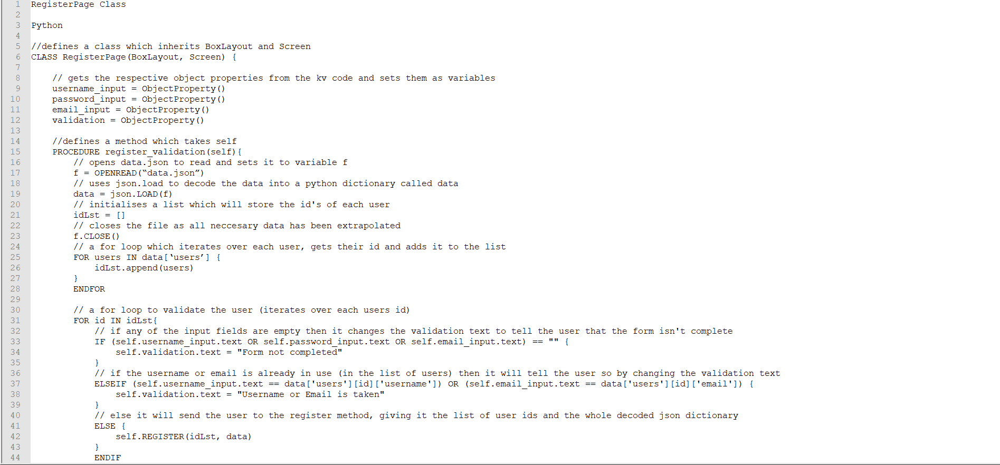 1 RegisterPage Class
2
3 Python
4
5 //defines a class which inherits BoxLayout and Screen
6 CLASS RegisterPage(BoxLayout, Screen) {
7
8     // gets the respective object properties from the kv code and sets them as variables
9     username_input = ObjectProperty()
10     password_input = ObjectProperty()
11     email_input = ObjectProperty()
12     validation = ObjectProperty()
13
14     //defines a method which takes self
15     PROCEDURE register_validation(self){
16         // opens data.json to read and sets it to variable f
17         f = OPENREAD(“data.json”)
18         // uses json.load to decode the data into a python dictionary called data
19         data = json.LOAD(f)
20         // initialises a list which will store the id's of each user
21         idLst = []
22         // closes the file as all neccesary data has been extrapolated
23         f.CLOSE()
24         // a for loop which iterates over each user, gets their id and adds it to the list
25         FOR users IN data[‘users’] {
26             idLst.append(users)
27         }
28         ENDFOR
29
30         // a for loop to validate the user (iterates over each users id)
31         FOR id IN idLst{
32             // if any of the input fields are empty then it changes the validation text to tell the user that the form isn't complete
33             IF (self.username_input.text OR self.password_input.text OR self.email_input.text) == "" {
34                 self.validation.text = "Form not completed"
35             }
36             // if the username or email is already in use (in the list of users) then it will tell the user so by changing the validation text
37             ELSEIF (self.username_input.text == data['users'][id]['username']) OR (self.email_input.text == data['users'][id]['email']) {
38                 self.validation.text = "Username or Email is taken"
39             }
40             // else it will send the user to the register method, giving it the list of user ids and the whole decoded json dictionary
41             ELSE {
42                 self.REGISTER(idLst, data)
43             }
44             ENDIF